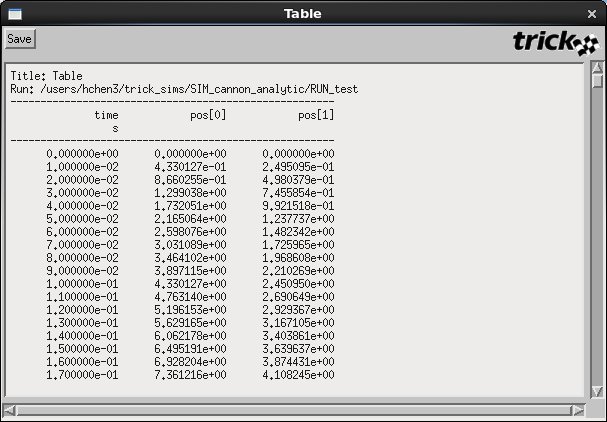 Table
Save
trick
Title: Table
Run: /users/hchen3/trick_sims/SIM_cannon_analytic/RUN_test
------------------------------------------------------
time pos[0] pos[1]
s
------------------------------------------------------
0.000000e+00 0.000000e+00 0.000000e+00
1.000000e-02 4.330127e-01 2.495095e-01
2.000000e-02 8.660255e-01 4.980379e-01
3.000000e-02 1.299038e+00 7.455854e-01
4.000000e-02 1.732051e+00 9.921518e-01
5.000000e-02 2.165064e+00 1.237737e+00
6.000000e-02 2.598076e+00 1.482342e+00
7.000000e-02 3.031089e+00 1.725965e+00
8.000000e-02 3.464102e+00 1.968608e+00
9.000000e-02 3.897115e+00 2.210269e+00
1.000000e-01 4.330127e+00 2.450950e+00
1.100000e-01 4.763140e+00 2.690649e+00
1.200000e-01 5.196153e+00 2.929367e+00
1.300000e-01 5.629165e+00 3.167105e+00
1.400000e-01 6.062178e+00 3.403861e+00
1.500000e-01 6.495191e+00 3.639637e+00
1.600000e-01 6.928204e+00 3.874431e+00
1.700000e-01 7.361216e+00 4.108245e+00